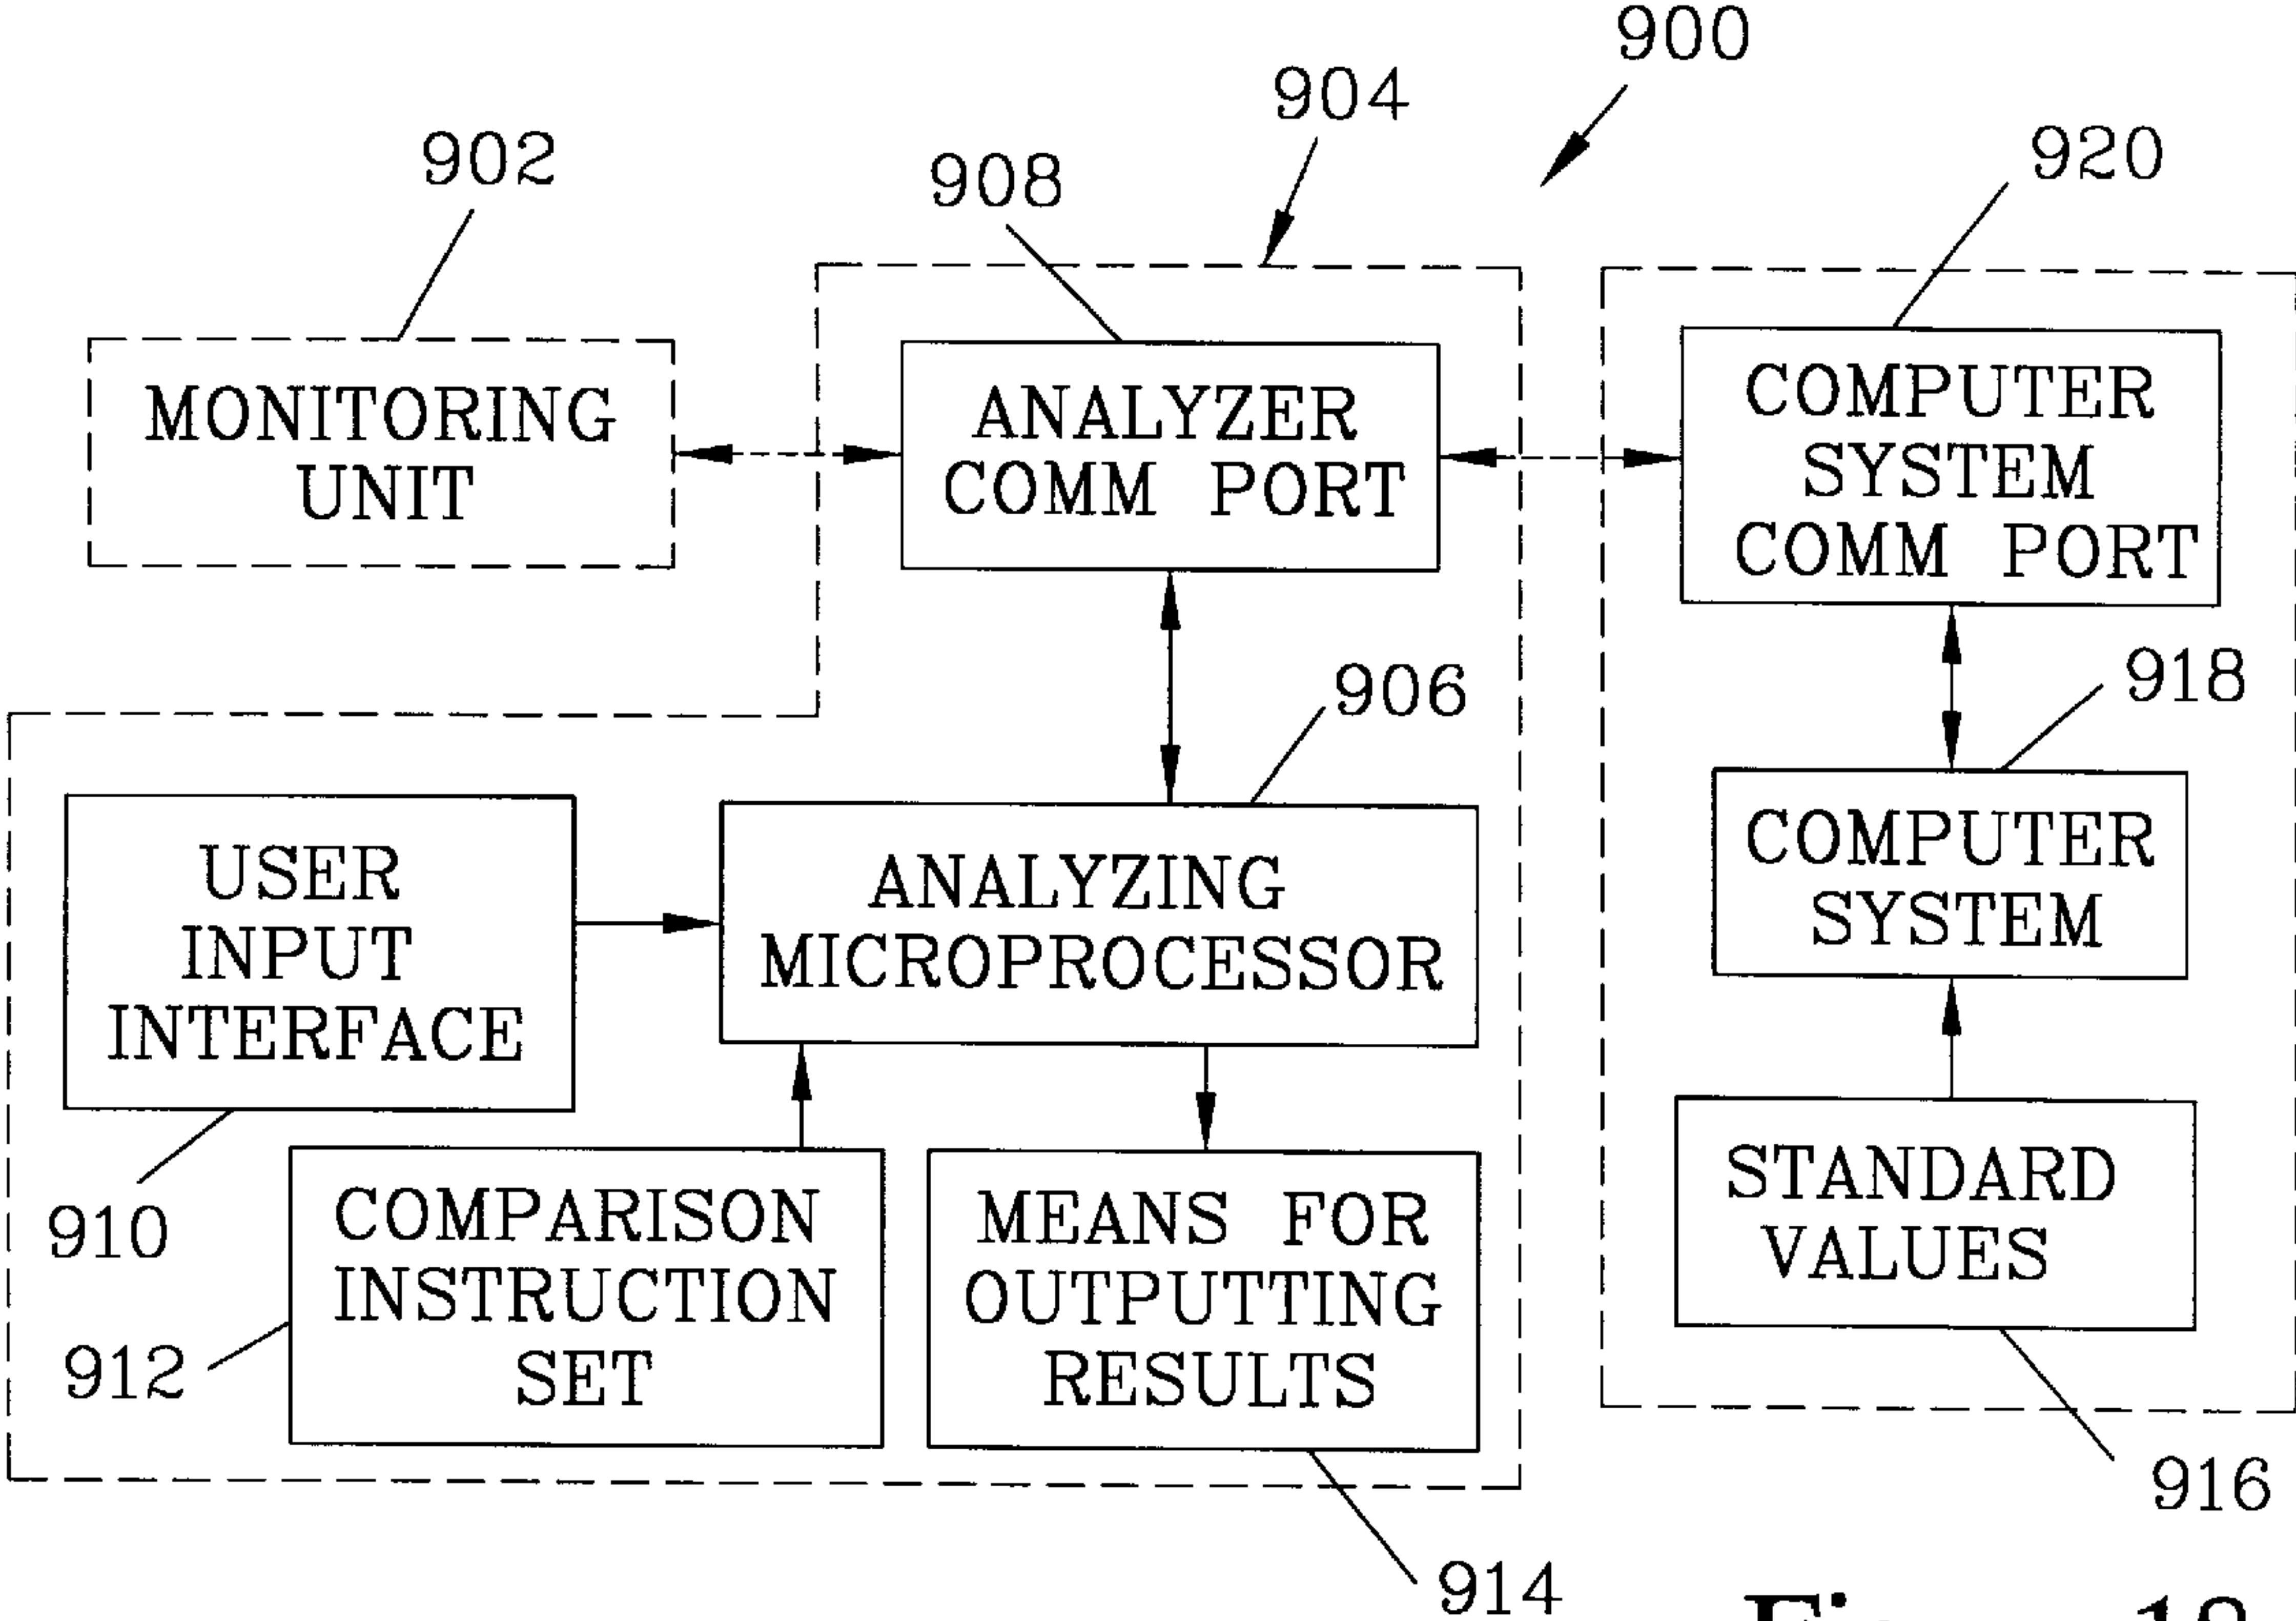 900
904
902
908
920
MONITORING
UNIT
ANALYZER
COMM PORT
COMPUTER
SYSTEM
COMM PORT
906
918
USER
INPUT
INTERFACE
ANALYZING
MICROPROCESSOR
COMPUTER
SYSTEM
910
COMPARISON
INSTRUCTION
SET
912
MEANS FOR
OUTPUTTING
RESULTS
STANDARD
VALUES
916
914